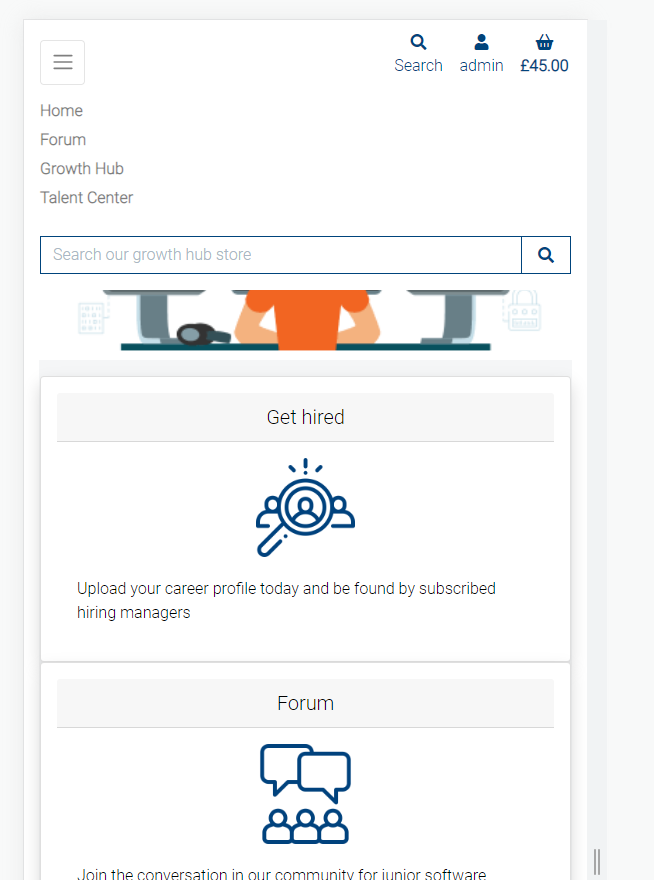 Search
admin
£45.00
Home
Forum
Growth Hub
Talent Center
Search our growth hub store
Get hired
Upload your career profile today and be found by subscribed
hiring managers
Forum
Join the conversation in our community for junior software